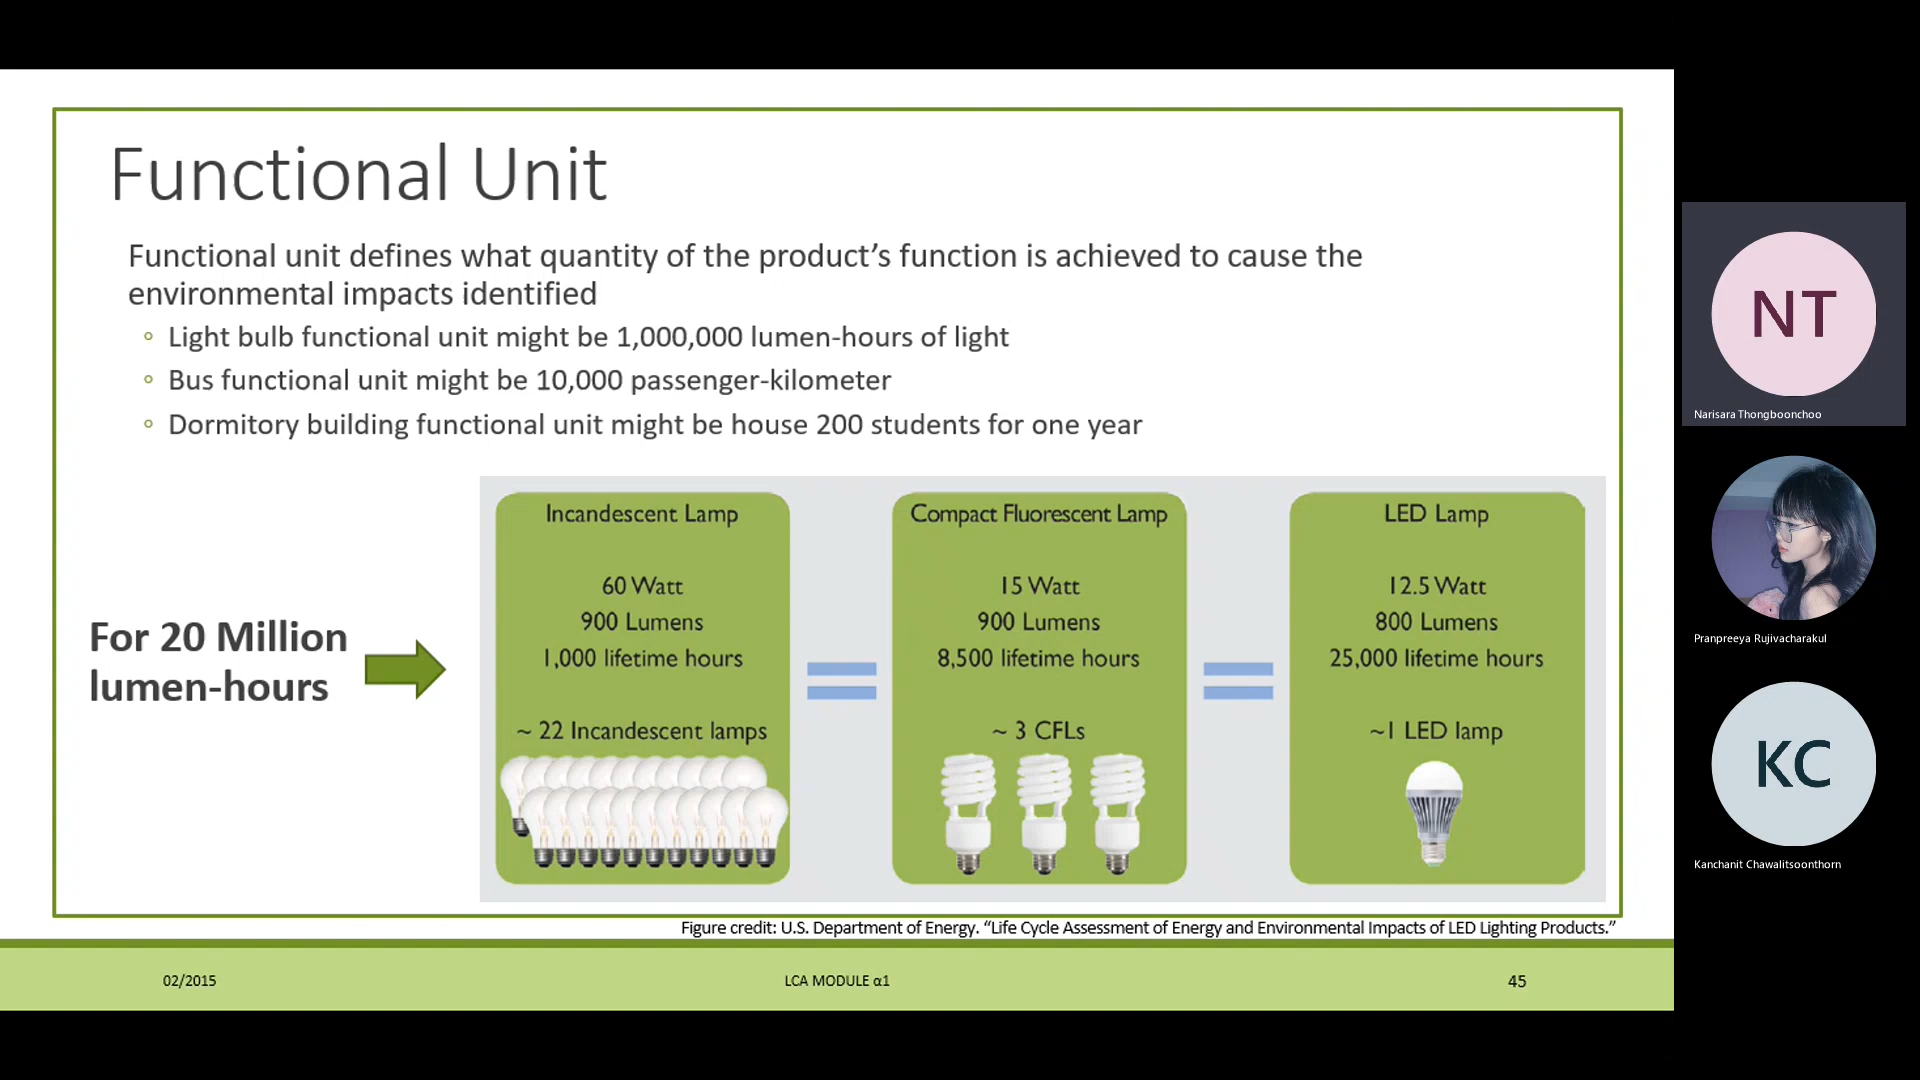 Functional Unit
Functional unit defines what quantity of the product’s function is achieved to cause the
environmental impacts identified
◦ Light bulb functional unit might be 1,000,000 lumen-hours of light
◦ Bus functional unit might be 10,000 passenger-kilometer
◦ Dormitory building functional unit might be house 200 students for one year
For 20 Million
lumen-hours
Incandescent Lamp
60 Watt
900 Lumens
1,000 lifetime hours
~ 22 Incandescent lamps
Compact Fluorescent Lamp
15 Watt
900 Lumens
8,500 lifetime hours
~ 3 CFLs
LED Lamp
12.5 Watt
800 Lumens
25,000 lifetime hours
~1 LED lamp
Figure credit: U.S. Department of Energy. “Life Cycle Assessment of Energy and Environmental Impacts of LED Lighting Products.”
02/2015
LCA MODULE α1
45
NT
Narisara Thongboonchoo
Pranpreeya Rujivacharakul
KC
Kanchanit Chawalitsoonthorn